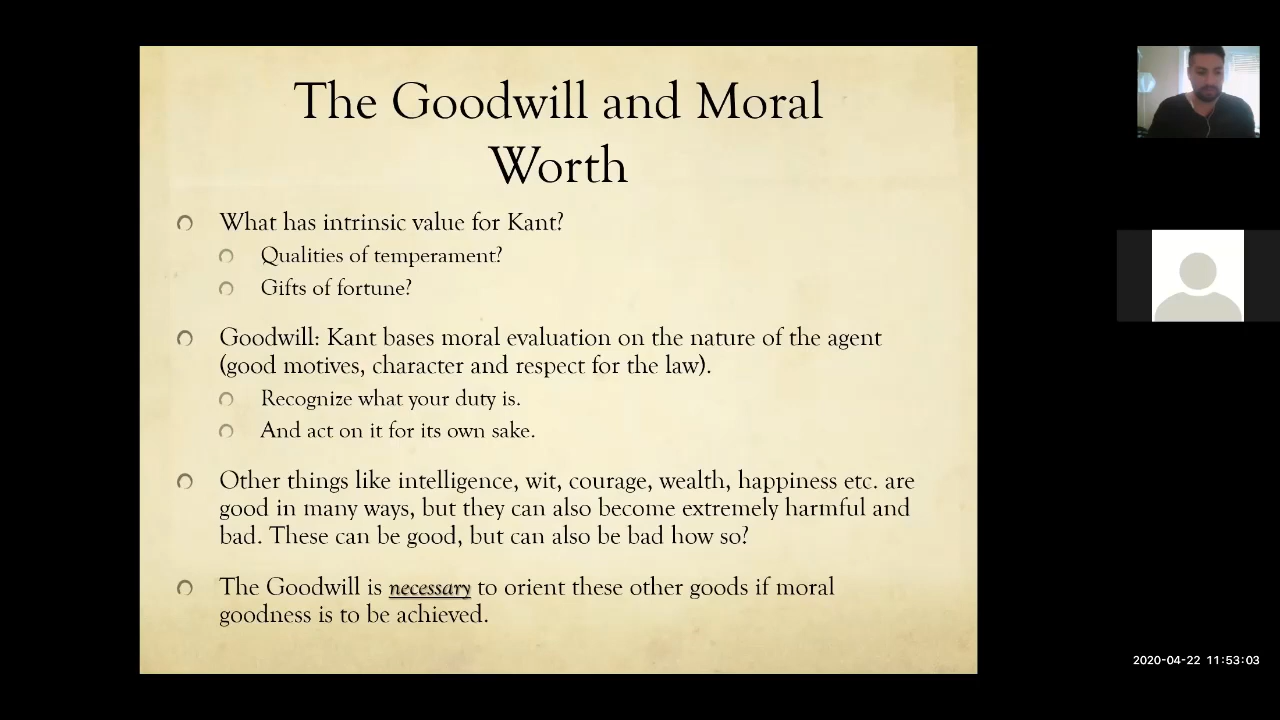 The Goodwill and Moral
Worth
What has intrinsic value for Kant?
Qualities of temperament?
Gifts of fortune?
Goodwill: Kant bases moral evaluation on the nature of the agent
(good motives, character and respect for the law).
Recognize what your duty is.
And act on it for its own sake.
Other things like intelligence, wit, courage, wealth, happiness etc. are
good in many ways, but they can also become extremely harmful and
bad. These can be good, but can also be bad how so?
The Goodwill is necessary to orient these other goods if moral
goodness is to be achieved.
2020-04-22 11:53:03